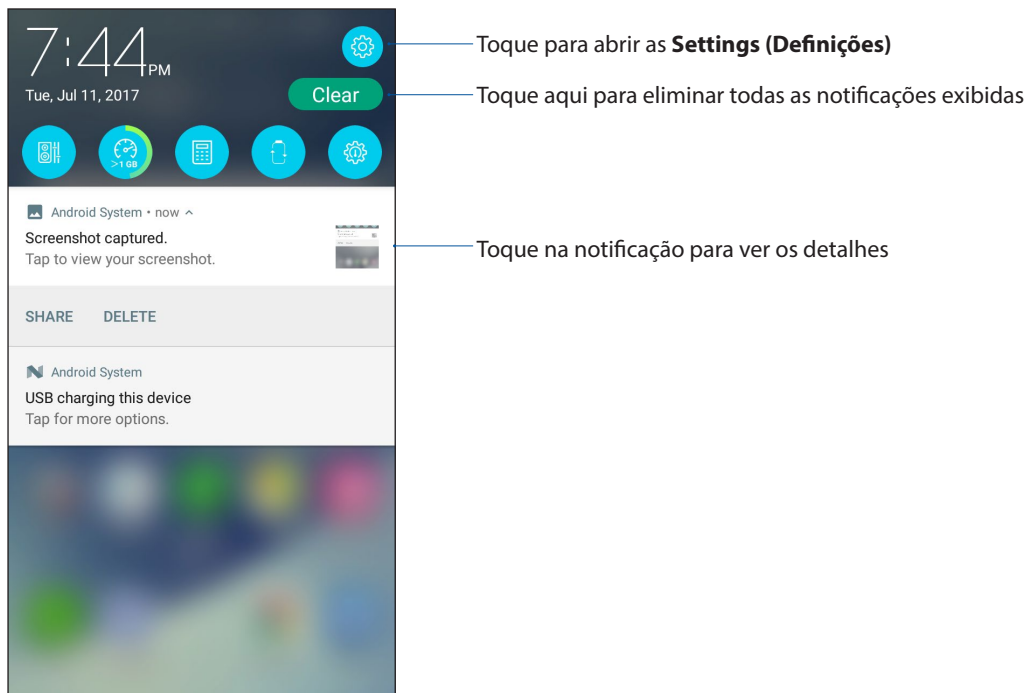 7:44 PM
Toque para abrir as Settings (Definições)
Tue, Jul 11, 2017
Clear
Toque aqui para eliminar todas as notificações exibidas
>1 GB
Android System • now
Screenshot captured.
Tap to view your screenshot.
Toque na notificação para ver os detalhes
SHARE DELETE
Android System
USB charging this device
Tap for more options.